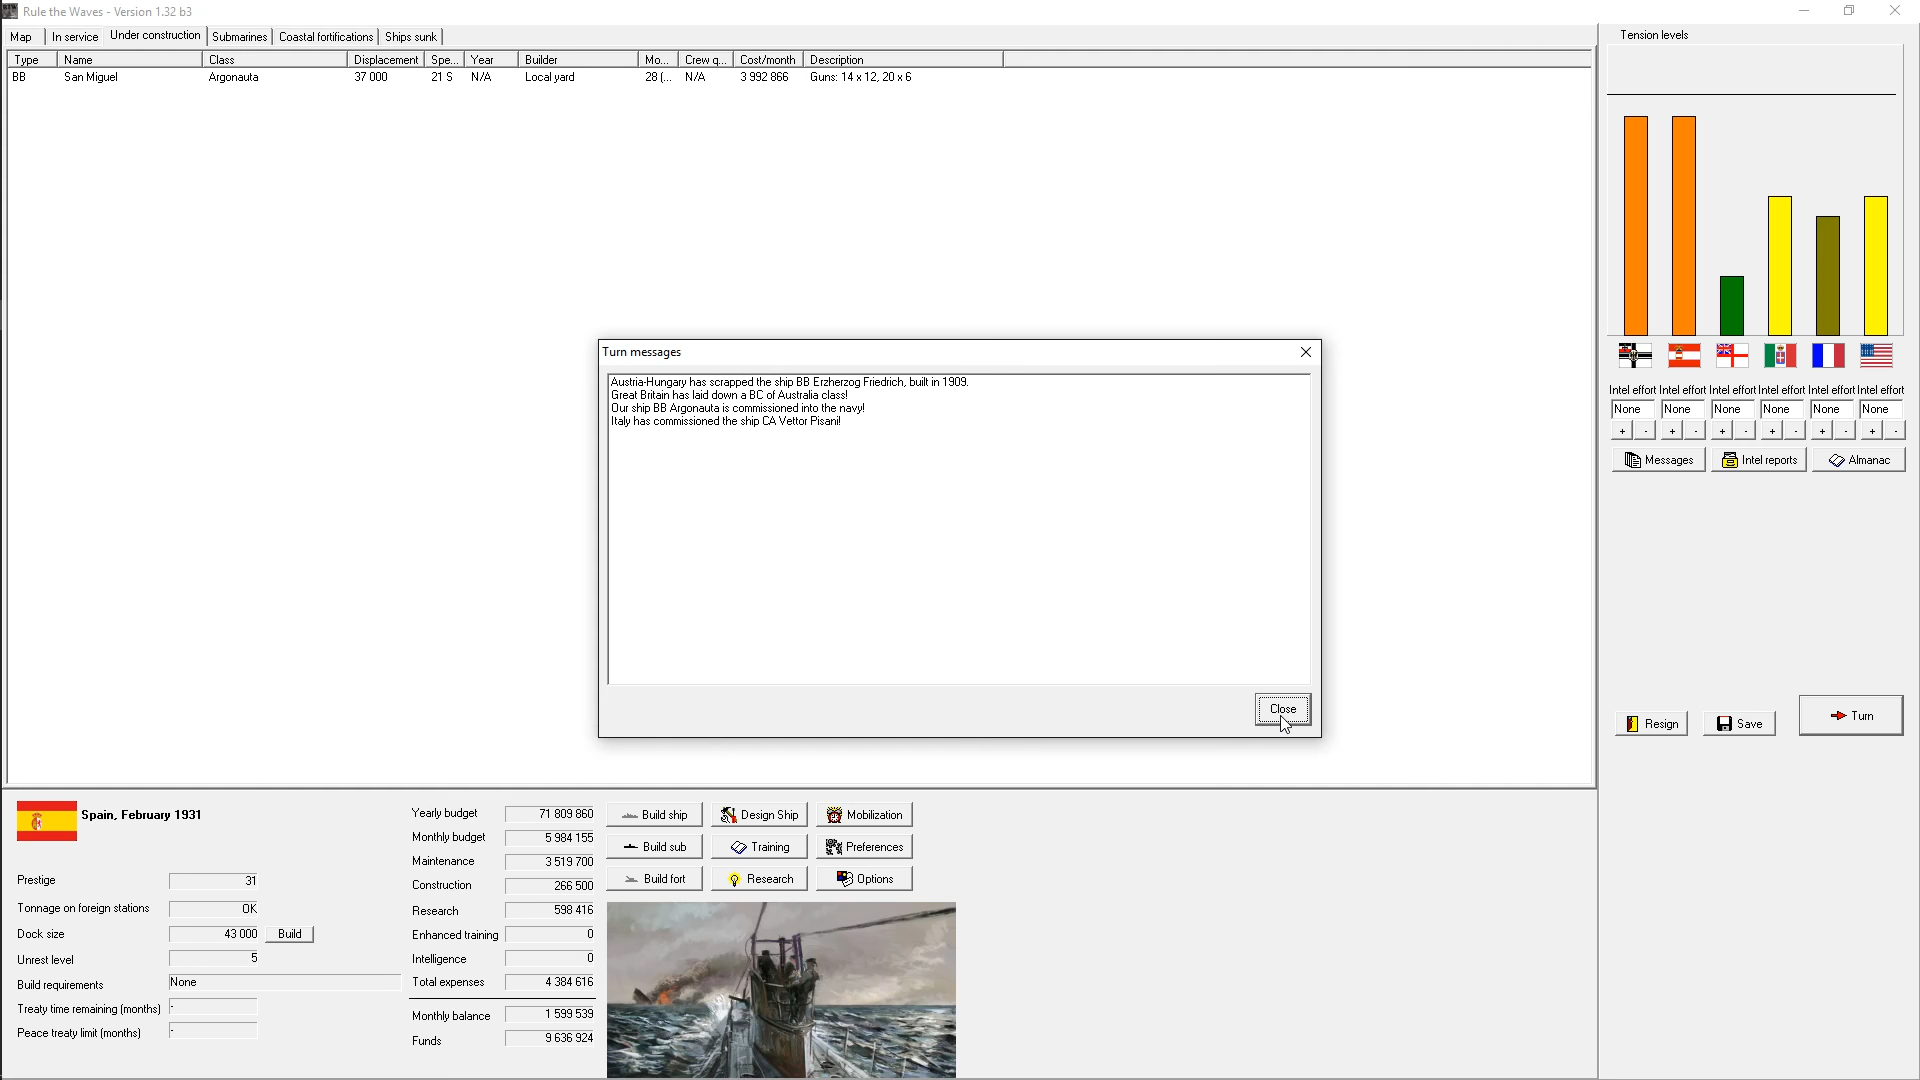 Rule the Waves - Version 1.32 b3
Map In service Under construction Submarines Coastal fortifications Ships sunk
Type Name Class Displacement Spe... Year Builder Mo... Crew q... Cost/month Description
BB San Miguel Argonauta 37 000 21 S N/A Local yard 28 (... N/A 3 992 866 Guns: 14 x 12, 20 x 6
Tension levels
Turn messages
Austria-Hungary has scrapped the ship BB Erzherzog Friedrich, built in 1909.
Great Britain has laid down a BC of Australia class!
Our ship BB Argonauta is commissioned into the navy!
Italy has commissioned the ship CA Vettor Pisani!
Close
Intel effort Intel effort Intel effort Intel effort Intel effort Intel effort
None None None None None None
+ - + - + - + - + - + -
Messages Intel reports Almanac
Resign Save Turn
Spain, February 1931
Prestige 31
Tonnage on foreign stations OK
Dock size 43 000 Build
Unrest level 5
Build requirements None
Treaty time remaining (months) -
Peace treaty limit (months) -
Yearly budget 71 809 860
Monthly budget 5 984 155
Maintenance 3 519 700
Construction 266 500
Research 598 416
Enhanced training 0
Intelligence 0
Total expenses 4 384 616
Monthly balance 1 599 539
Funds 9 636 924
Build ship Design Ship Mobilization
Build sub Training Preferences
Build fort Research Options